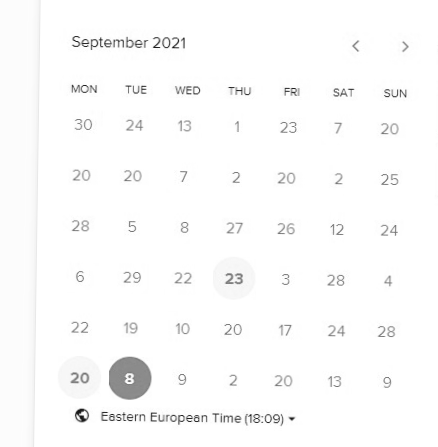 September 2021 < >
MON TUE WED THU FRI SAT SUN
30 24 13 1 23 7 20
20 20 7 2 20 2 25
28 5 8 27 26 12 24
6 29 22 23 3 28 4
22 19 10 20 17 24 28
20 8 9 2 20 13 9
Eastern European Time (18:09)